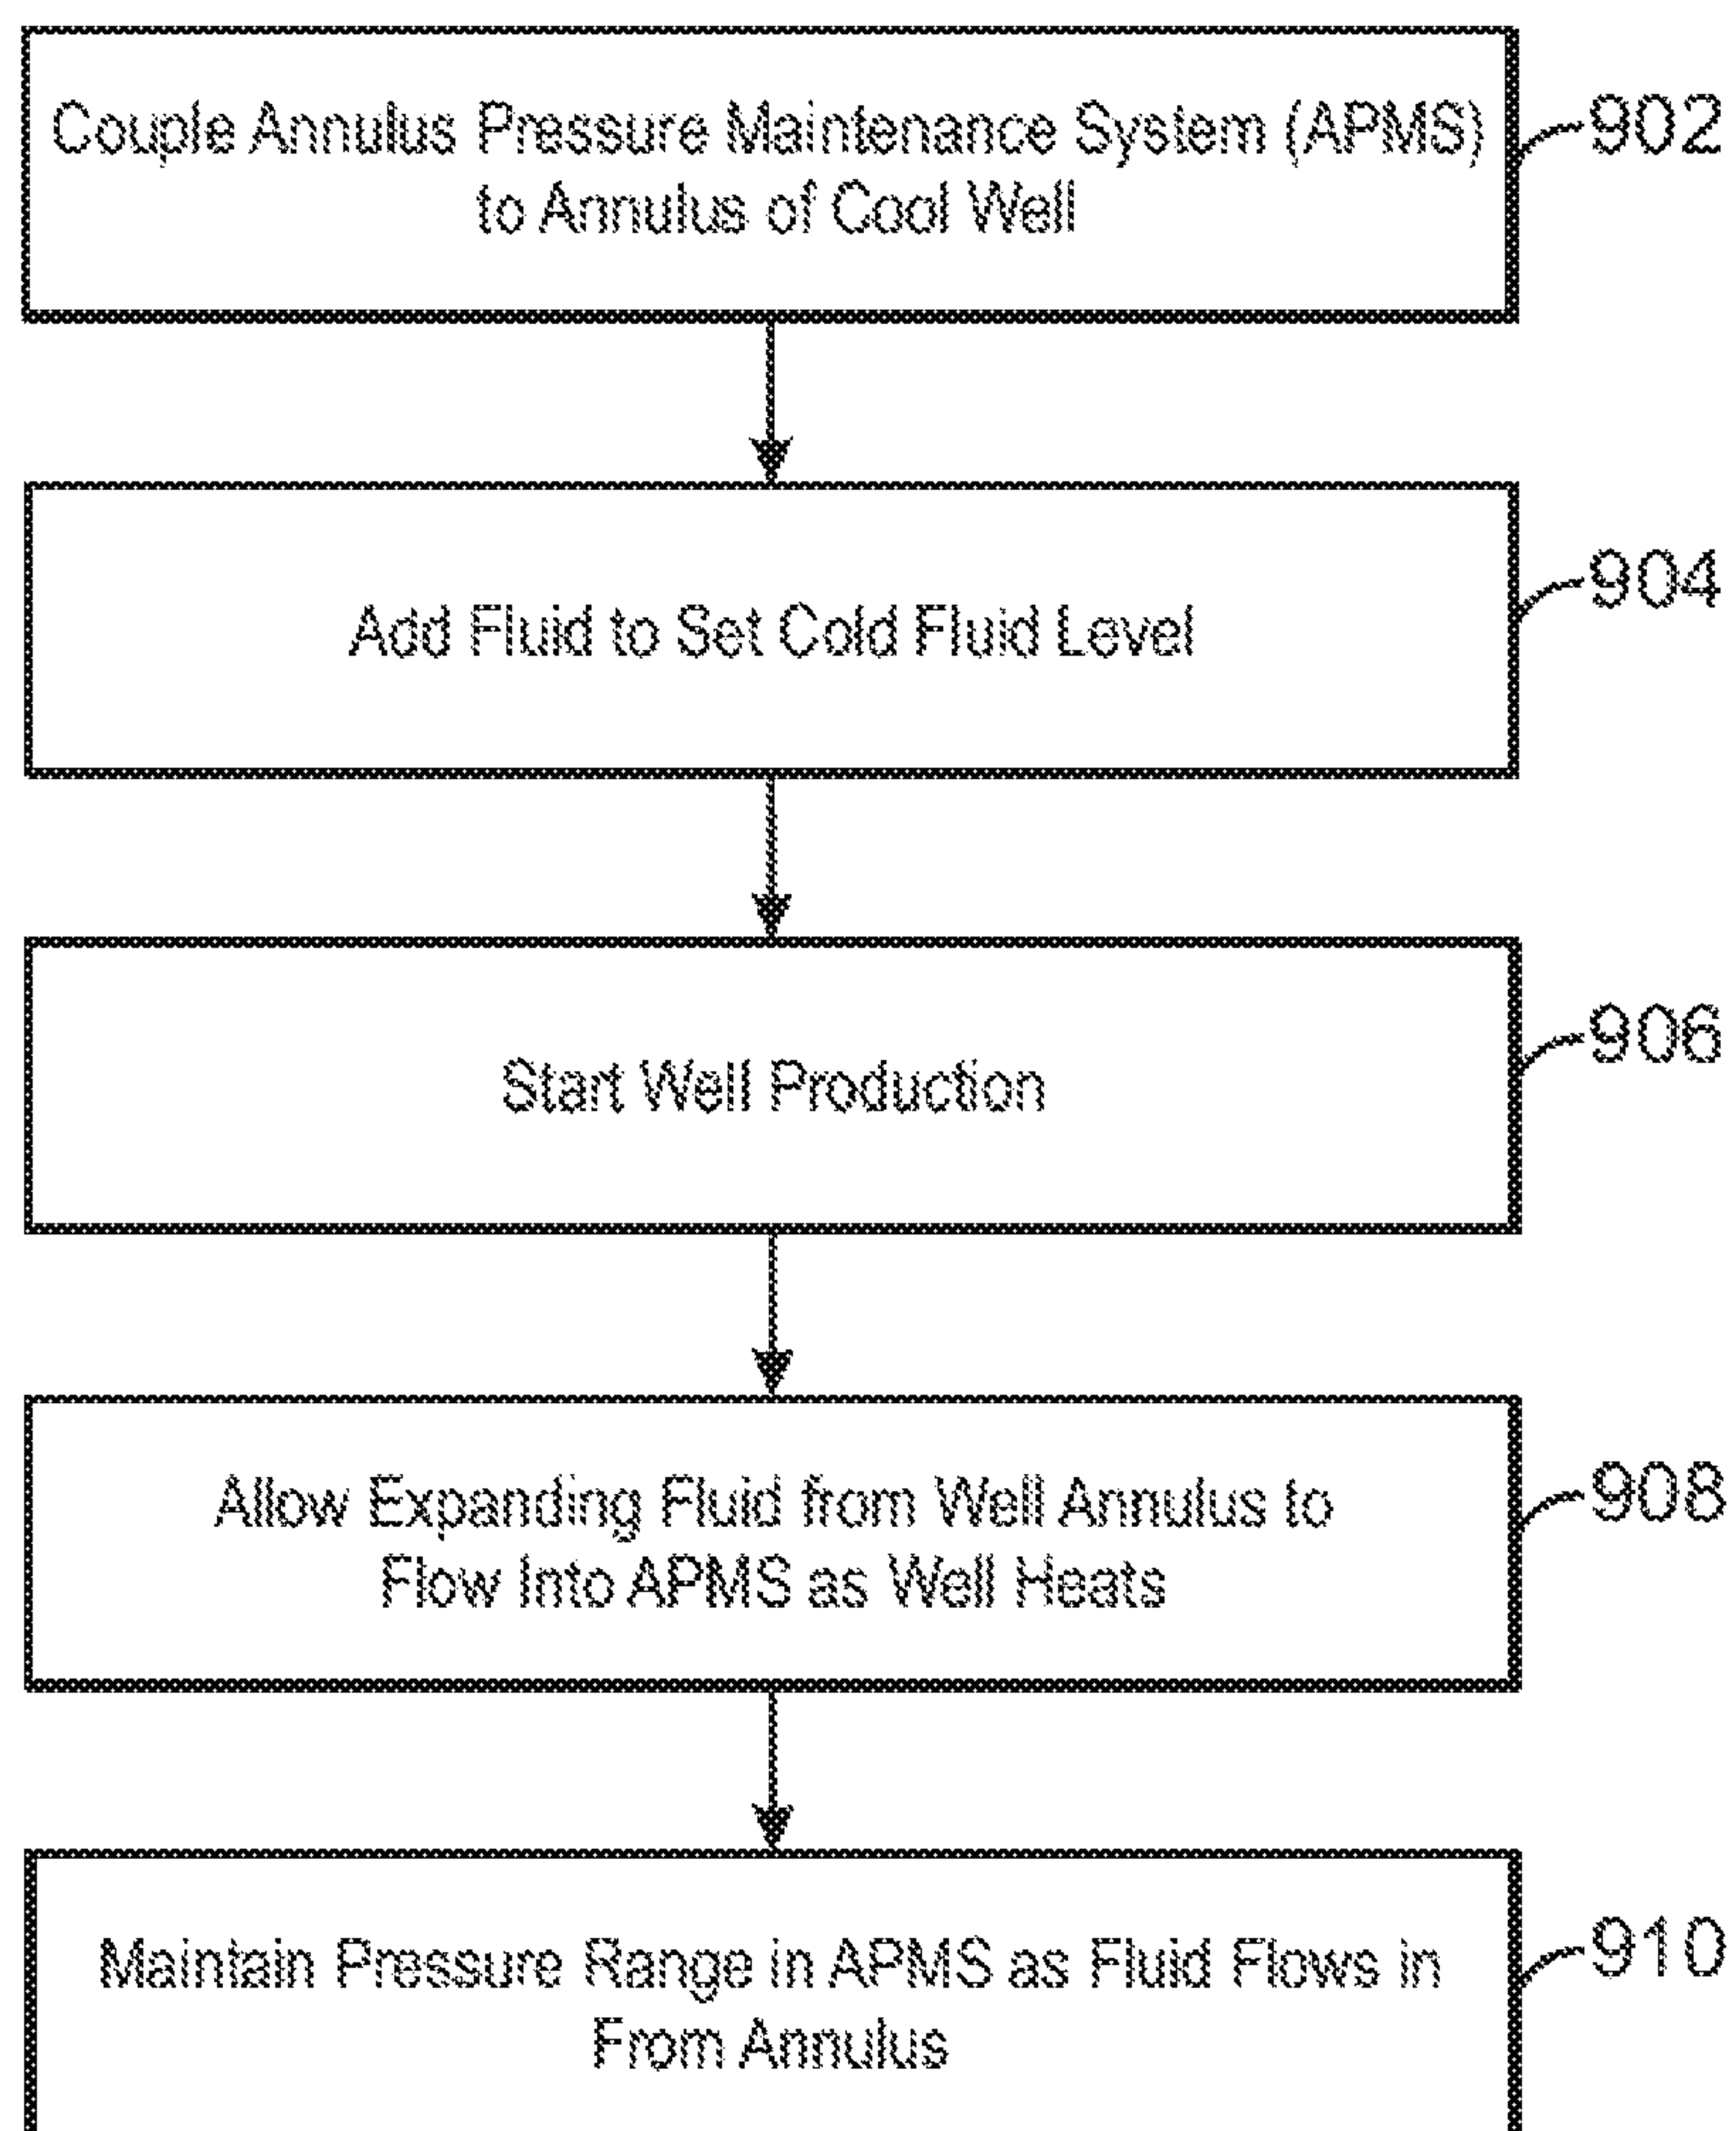 Couple Annulus Pressure Maintenance System (APMS)
to Annulus of Cool Well
902
Add Fluid to Set Cold Fluid Level
904
Start Well Production
906
Allow Expanding Fluid from Well Annulus to
Flow Into APMS as Well Heats
908
Maintain Pressure Range in APMS as Fluid Flows in
From Annulus
910